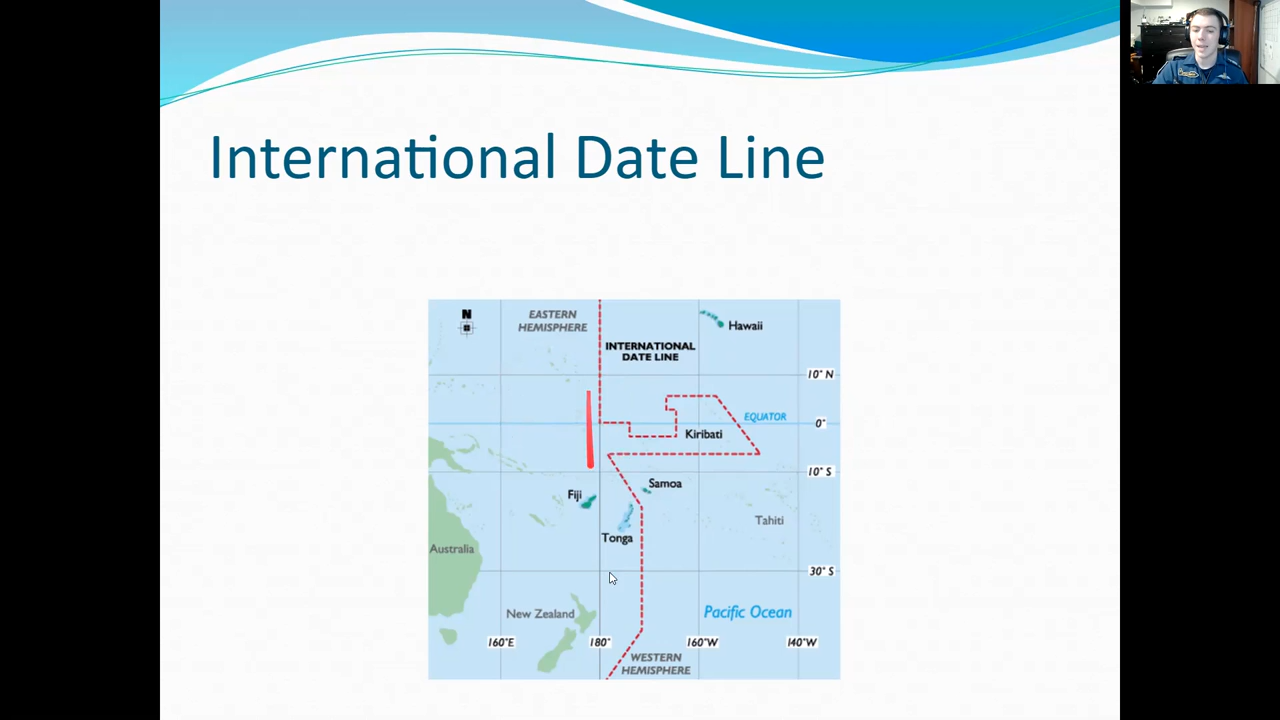 International Date Line
N
EASTERN
HEMISPHERE
Hawaii
INTERNATIONAL
DATE LINE
10° N
EQUATOR
0°
Kiribati
10° S
Samoa
Fiji
Tahiti
Tonga
Australia
30° S
New Zealand
Pacific Ocean
160°E
180°
160°W
140°W
WESTERN
HEMISPHERE